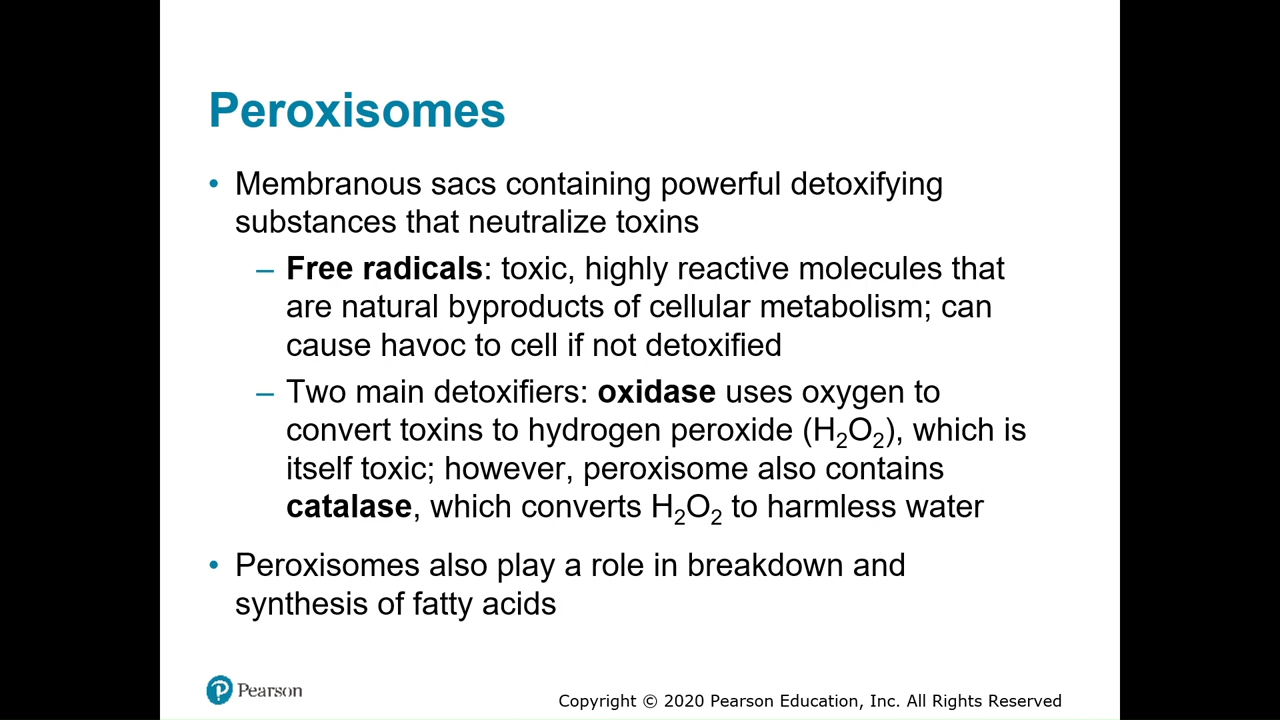 Peroxisomes
• Membranous sacs containing powerful detoxifying
substances that neutralize toxins
– Free radicals: toxic, highly reactive molecules that
are natural byproducts of cellular metabolism; can
cause havoc to cell if not detoxified
– Two main detoxifiers: oxidase uses oxygen to
convert toxins to hydrogen peroxide (H₂O₂), which is
itself toxic; however, peroxisome also contains
catalase, which converts H₂O₂ to harmless water
• Peroxisomes also play a role in breakdown and
synthesis of fatty acids
P Pearson
Copyright © 2020 Pearson Education, Inc. All Rights Reserved